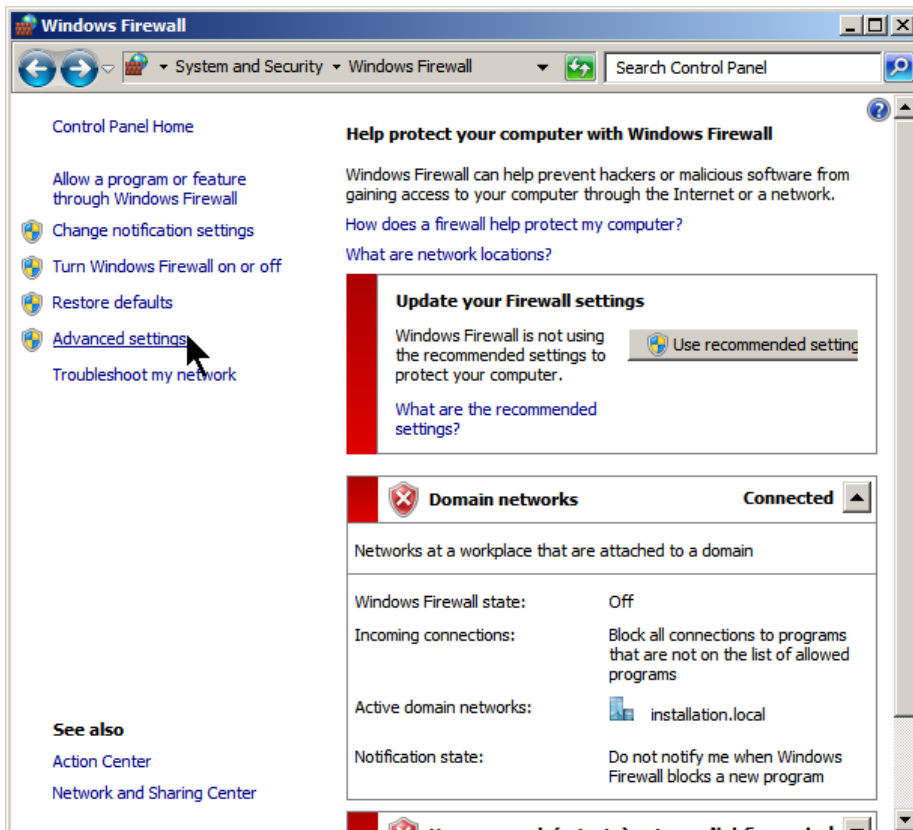 Windows Firewall
System and Security
Windows Firewall
Search Control Panel
Control Panel Home
Allow a program or feature
through Windows Firewall
Change notification settings
Turn Windows Firewall on or off
Restore defaults
Advanced settings
Troubleshoot my network
See also
Action Center
Network and Sharing Center
Help protect your computer with Windows Firewall
Windows Firewall can help prevent hackers or malicious software from
gaining access to your computer through the Internet or a network.
How does a firewall help protect my computer?
What are network locations?
Update your Firewall settings
Windows Firewall is not using
the recommended settings to
protect your computer.
Use recommended setting
What are the recommended
settings?
Domain networks
Connected
Networks at a workplace that are attached to a domain
Windows Firewall state:
Off
Incoming connections:
Block all connections to programs
that are not on the list of allowed
programs
Active domain networks:
installation.local
Notification state:
Do not notify me when Windows
Firewall blocks a new program